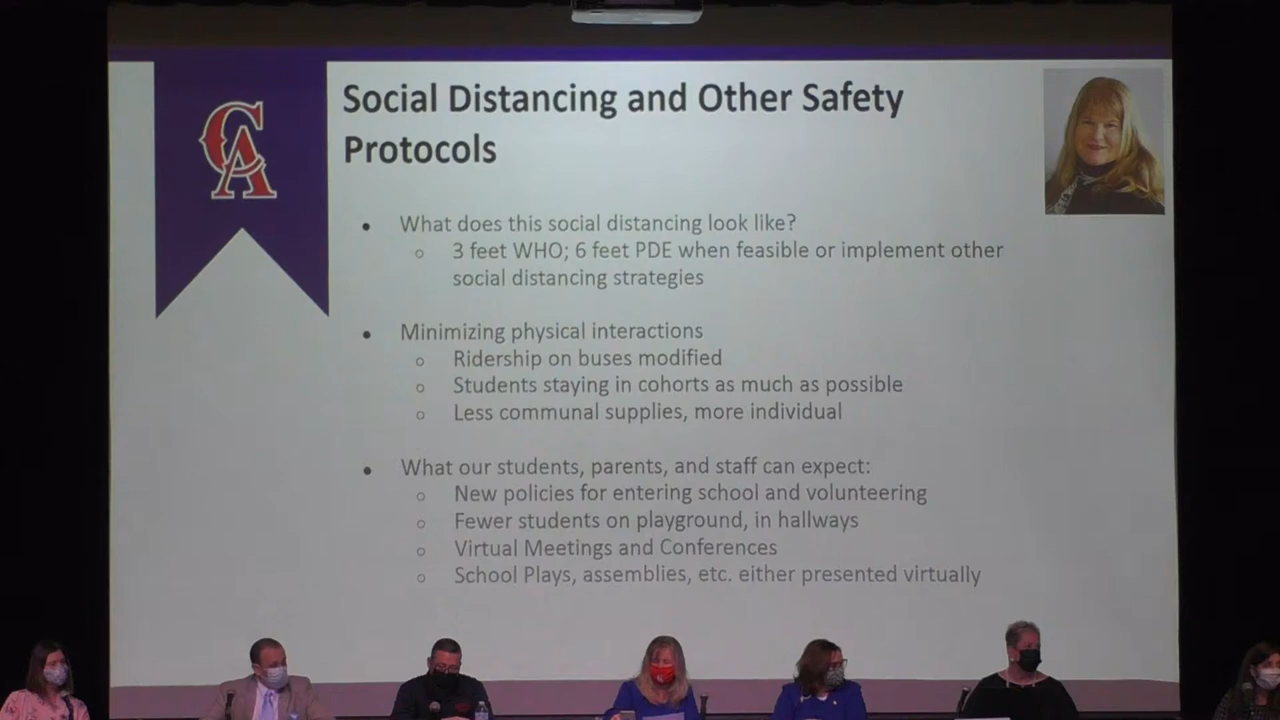 CA
Social Distancing and Other Safety
Protocols
• What does this social distancing look like?
○ 3 feet WHO; 6 feet PDE when feasible or implement other
social distancing strategies
• Minimizing physical interactions
○ Ridership on buses modified
○ Students staying in cohorts as much as possible
○ Less communal supplies, more individual
• What our students, parents, and staff can expect:
○ New policies for entering school and volunteering
○ Fewer students on playground, in hallways
○ Virtual Meetings and Conferences
○ School Plays, assemblies, etc. either presented virtually